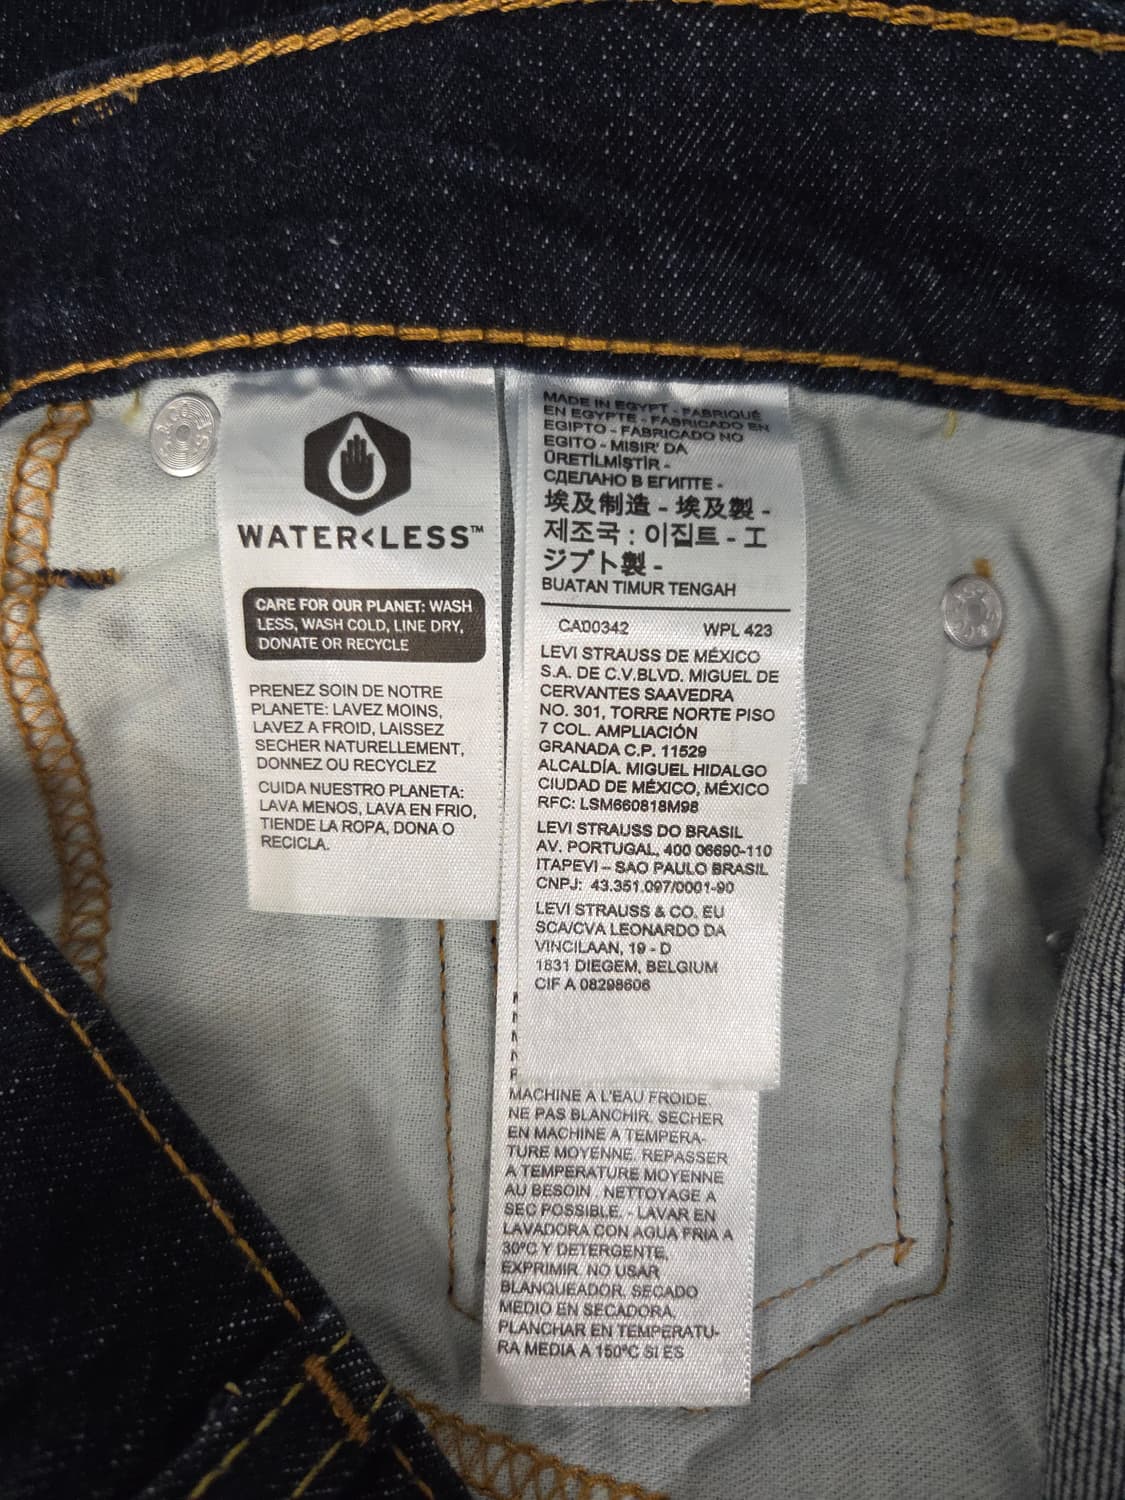 WATER<LESS™
CARE FOR OUR PLANET: WASH
LESS, WASH COLD, LINE DRY,
DONATE OR RECYCLE
PRENEZ SOIN DE NOTRE
PLANETE: LAVEZ MOINS,
LAVEZ A FROID, LAISSEZ
SECHER NATURELLEMENT,
DONNEZ OU RECYCLEZ
CUIDA NUESTRO PLANETA:
LAVA MENOS, LAVA EN FRIO,
TIENDE LA ROPA, DONA O
RECICLA.
MADE IN EGYPT - FABRIQUÉ
EN EGYPTE - FABRICADO EN
EGIPTO - FABRICADO NO
EGITO - MISIR' DA
ÜRETİLMİŞTİR -
СДЕЛАНО В ЕГИПТЕ -
埃及制造 - 埃及製 -
제조국 : 이집트 - エ
ジプト製 -
BUATAN TIMUR TENGAH
CA00342 WPL 423
LEVI STRAUSS DE MÉXICO
S.A. DE C.V.BLVD. MIGUEL DE
CERVANTES SAAVEDRA
NO. 301, TORRE NORTE PISO
7 COL. AMPLIACIÓN
GRANADA C.P. 11529
ALCALDÍA. MIGUEL HIDALGO
CIUDAD DE MÉXICO, MÉXICO
RFC: LSM660818M98
LEVI STRAUSS DO BRASIL
AV. PORTUGAL, 400 06690-110
ITAPEVI – SAO PAULO BRASIL
CNPJ: 43.351.097/0001-90
LEVI STRAUSS & CO. EU
SCA/CVA LEONARDO DA
VINCILAAN, 19 - D
1831 DIEGEM, BELGIUM
CIF A 08298606
MACHINE A L'EAU FROIDE.
NE PAS BLANCHIR. SECHER
EN MACHINE A TEMPERA-
TURE MOYENNE. REPASSER
A TEMPERATURE MOYENNE
AU BESOIN . NETTOYAGE A
SEC POSSIBLE. - LAVAR EN
LAVADORA CON AGUA FRIA A
30ºC Y DETERGENTE,
EXPRIMIR. NO USAR
BLANQUEADOR. SECADO
MEDIO EN SECADORA.
PLANCHAR EN TEMPERATU-
RA MEDIA A 150ºC SI ES